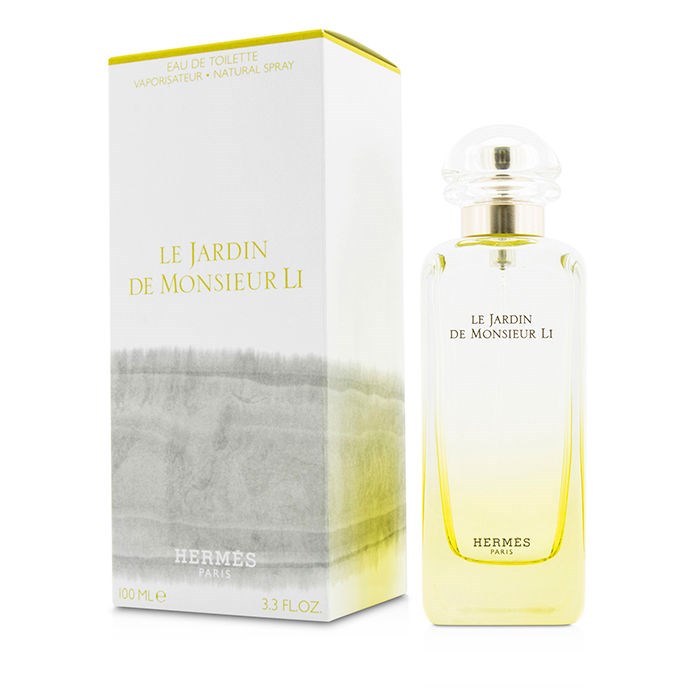 EAU DE TOILETTE
VAPORISATEUR • NATURAL SPRAY
LE JARDIN
DE MONSIEUR LI
HERMÈS
PARIS
100 ML e
3.3 FL.OZ.
LE JARDIN
DE MONSIEUR LI
HERMÈS
PARIS